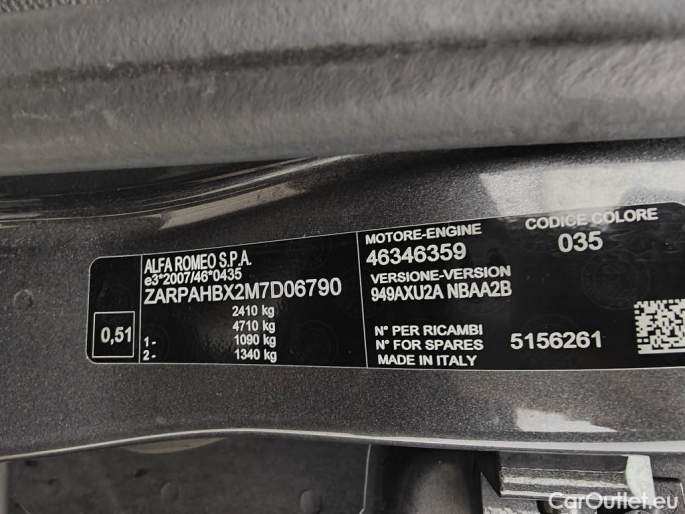 ALFA ROMEO S.P.A.
e3*2007/46*0435
ZARPAHBX2M7D06790
0,51
2410 kg
4710 kg
1- 1090 kg
2- 1340 kg
MOTORE-ENGINE
46346359
VERSIONE-VERSION
949AXU2A NBAA2B
CODICE COLORE
035
N° PER RICAMBI
N° FOR SPARES 5156261
MADE IN ITALY
CarOutlet.eu